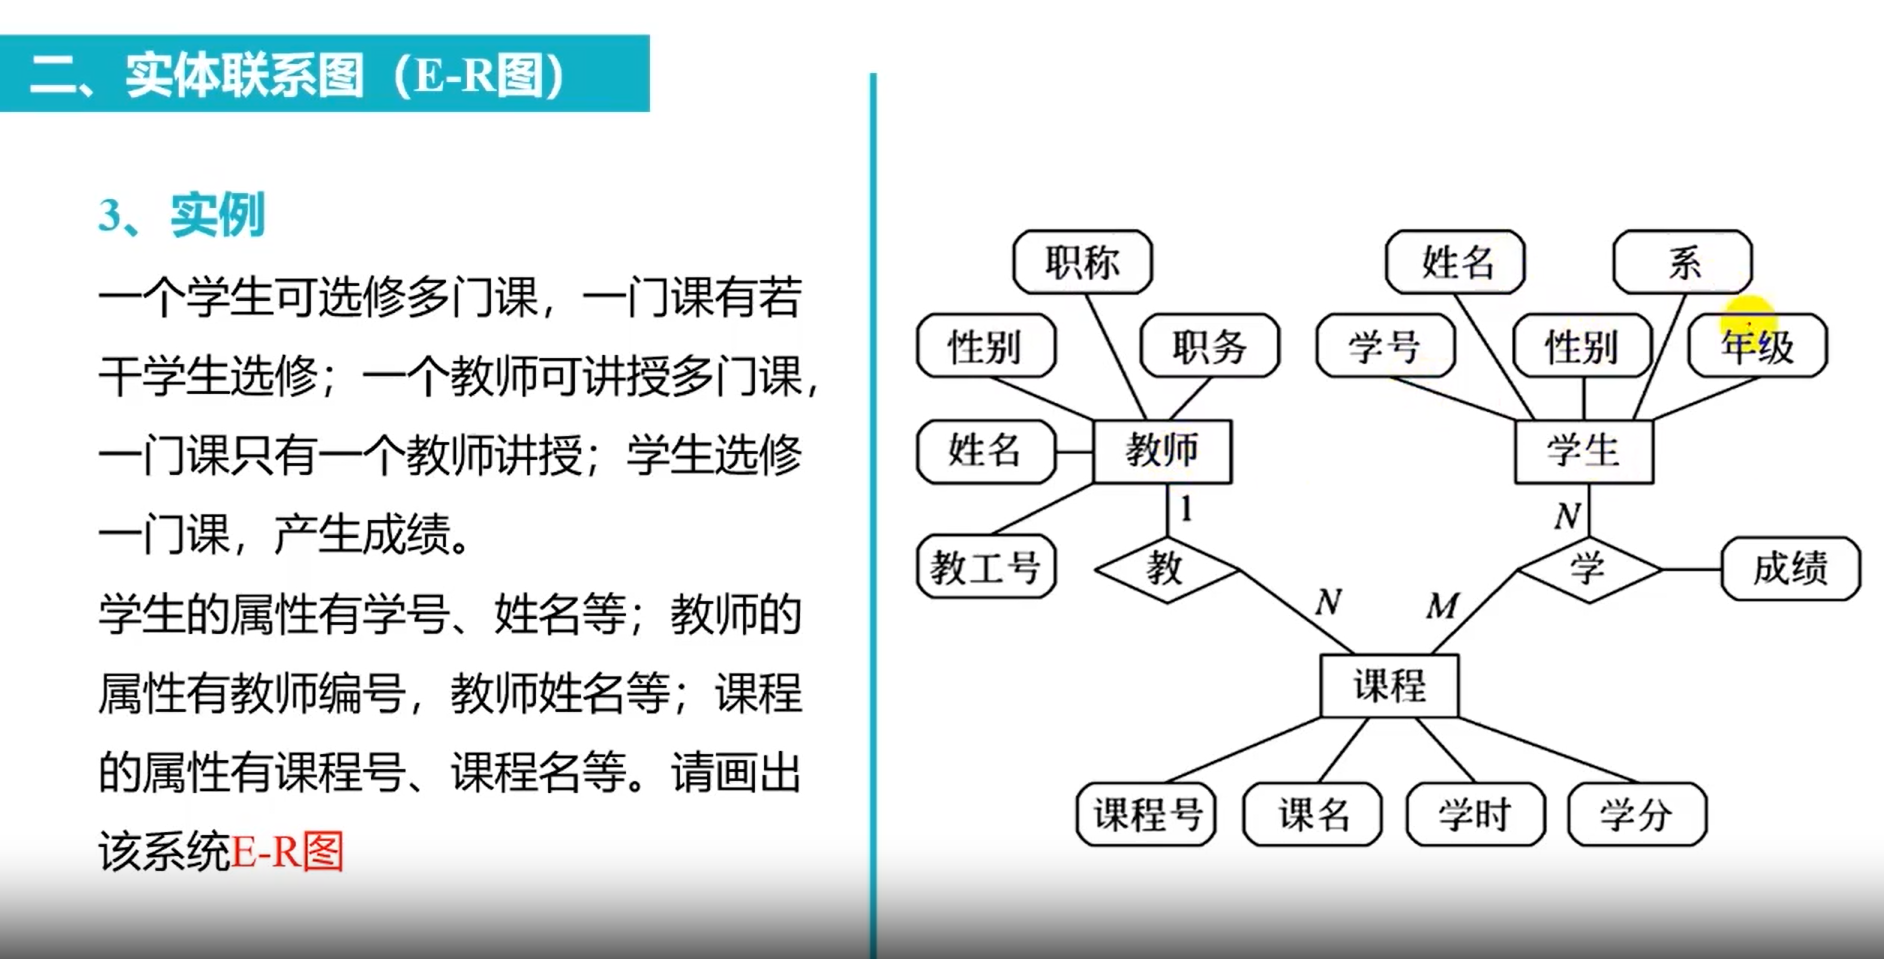 二、实体联系图（E-R图）
3、实例
一个学生可选修多门课，一门课有若
干学生选修；一个教师可讲授多门课，
一门课只有一个教师讲授；学生选修
一门课，产生成绩。
学生的属性有学号、姓名等；教师的
属性有教师编号，教师姓名等；课程
的属性有课程号、课程名等。请画出
该系统E-R图
职称
姓名
系
性别
职务
学号
性别
年级
姓名
教师
学生
1
N
教工号
教
学
成绩
N
M
课程
课程号
课名
学时
学分